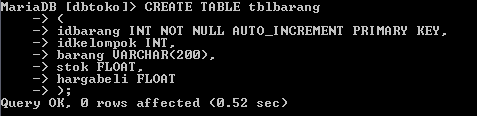 MariaDB [dbtoko]> CREATE TABLE tblbarang
    -> (
    -> idbarang INT NOT NULL AUTO_INCREMENT PRIMARY KEY,
    -> idkelompok INT,
    -> barang VARCHAR(200),
    -> stok FLOAT,
    -> hargabeli FLOAT
    -> );
Query OK, 0 rows affected (0.52 sec)